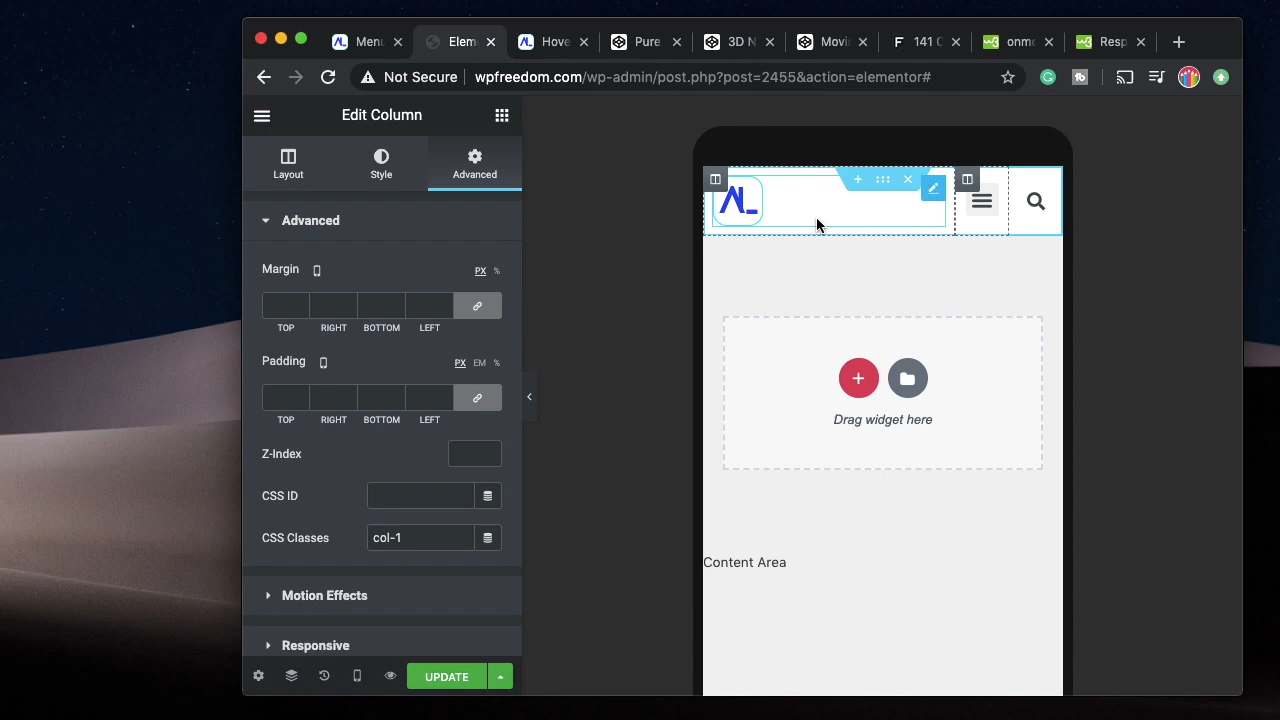 Menu
Elem
Hove
Pure
3D N
Movi
F 141 C
onmo
Resp
Not Secure
wpfreedom.com/wp-admin/post.php?post=2455&action=elementor#
Edit Column
Layout
Style
Advanced
Advanced
Margin
PX %
TOP RIGHT BOTTOM LEFT
Padding
PX EM %
TOP RIGHT BOTTOM LEFT
Z-Index
CSS ID
CSS Classes
col-1
Motion Effects
Responsive
UPDATE
Drag widget here
Content Area